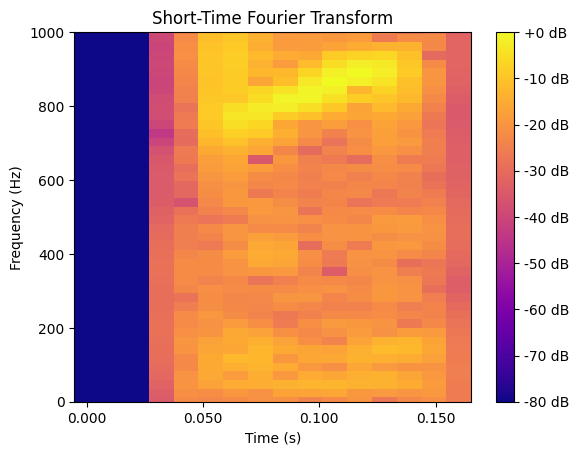 Short-Time Fourier Transform
Frequency (Hz)
1000
800
600
400
200
0
0.000
0.050
0.100
0.150
Time (s)
+0 dB
-10 dB
-20 dB
-30 dB
-40 dB
-50 dB
-60 dB
-70 dB
-80 dB